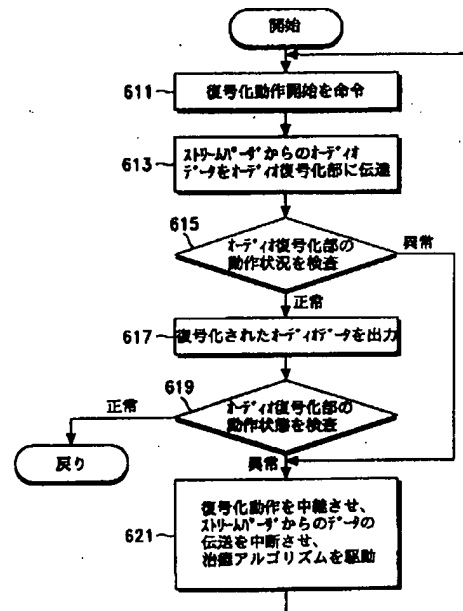 開始
611
復号化動作開始を命令
613
ストリームパーザからのオーディオ
データをオーディオ復号化部に伝達
615
オーディオ復号化部の
動作状況を検査
異常
正常
617
復号化されたオーディオデータを出力
619
オーディオ復号化部の
動作状態を検査
正常
戻り
異常
621
復号化動作を中継させ、
ストリームパーザからのデータの
伝送を中断させ、
治癒アルゴリズムを駆動